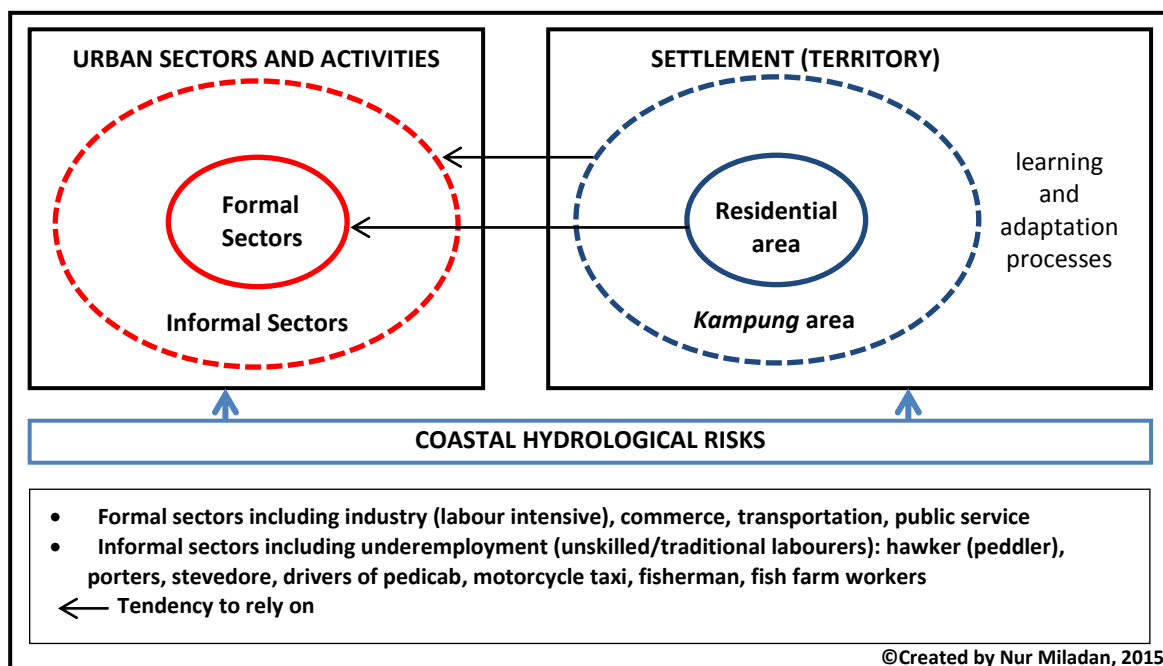 URBAN SECTORS AND ACTIVITIES
Formal
Sectors
Informal Sectors
SETTLEMENT (TERRITORY)
Residential
area
Kampung area
learning
and
adaptation
processes
COASTAL HYDROLOGICAL RISKS
• Formal sectors including industry (labour intensive), commerce, transportation, public service
• Informal sectors including underemployment (unskilled/traditional labourers): hawker (peddler),
porters, stevedore, drivers of pedicab, motorcycle taxi, fisherman, fish farm workers
Tendency to rely on
©Created by Nur Miladan, 2015